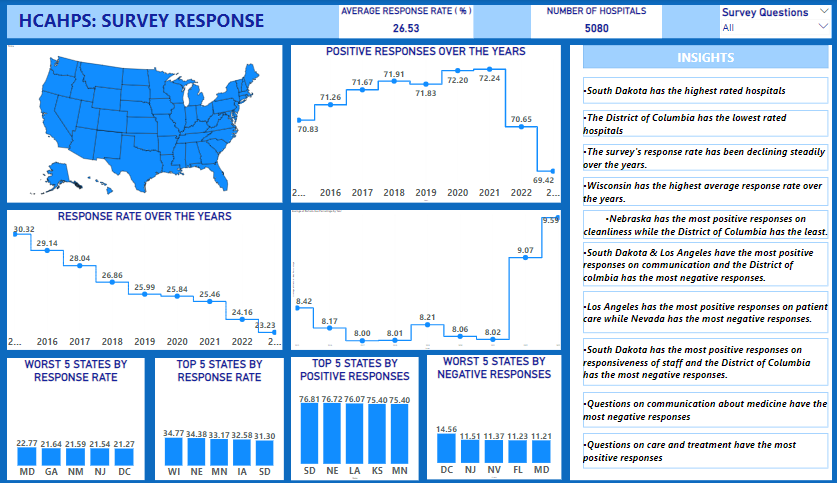 HCAHPS: SURVEY RESPONSE
AVERAGE RESPONSE RATE ( % )
26.53
NUMBER OF HOSPITALS
5080
Survey Questions
All
POSITIVE RESPONSES OVER THE YEARS
70.83
71.26
71.67
71.91
71.83
72.20
72.24
70.65
69.42
2... 2016 2017 2018 2019 2020 2021 2022 2...
RESPONSE RATE OVER THE YEARS
30.32
29.14
28.04
26.86
25.99
25.84
25.46
24.16
23.23
2... 2016 2017 2018 2019 2020 2021 2022 2...
8.42
8.17
8.00
8.01
8.21
8.06
8.02
9.07
9.59
WORST 5 STATES BY
RESPONSE RATE
22.77 21.64 21.59 21.54 21.27
MD GA NM NJ DC
TOP 5 STATES BY
RESPONSE RATE
34.77 34.38 33.17 32.58 31.30
WI NE MN IA SD
TOP 5 STATES BY
POSITIVE RESPONSES
76.81 76.72 76.07 75.40 75.40
SD NE LA KS MN
WORST 5 STATES BY
NEGATIVE RESPONSES
14.56 11.51 11.37 11.23 11.21
DC NJ NV FL MD
INSIGHTS
•South Dakota has the highest rated hospitals
•The District of Columbia has the lowest rated
hospitals
•The survey's response rate has been declining steadily
over the years.
•Wisconsin has the highest average response rate over
the years.
•Nebraska has the most positive responses on
cleanliness while the District of Columbia has the least.
•South Dakota & Los Angeles have the most positive
responses on communication and the District of
colmbia has the most negative responses.
•Los Angeles has the most positive responses on patient
care while Nevada has the most negative responses.
•South Dakota has the most positive responses on
responsiveness of staff and the District of Columbia
has the most negative responses.
•Questions on communication about medicine have the
most negative responses
•Questions on care and treatment have the most
positive responses